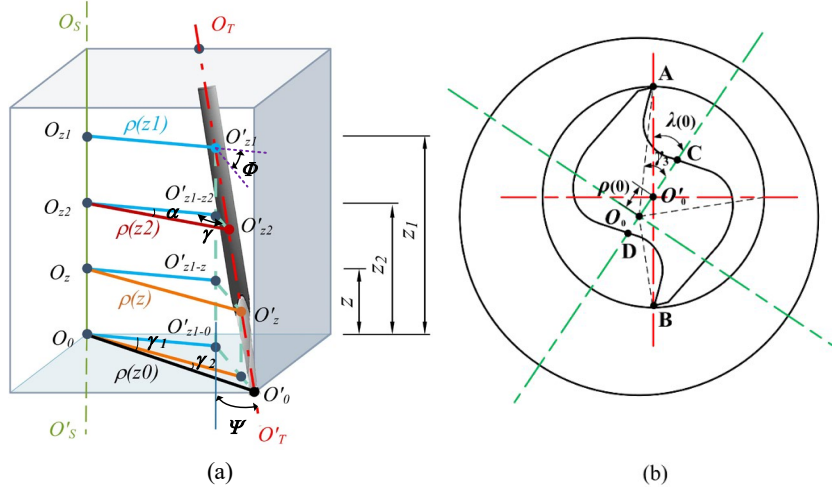 O_S
O_T
O_z1
ρ(z1)
O'_z1
Φ
O_z2
α
O'_z1-z2
ρ(z2)
γ
O'_z2
O_z
O'_z1-z
ρ(z)
O'_z
O_0
γ_1
O'_z1-0
γ_2
ρ(z0)
O'_0
Ψ
O'_S
O'_T
z
z_2
z_1
(a)
A
λ(0)
C
ρ(0)
O'_0
O_0
D
B
(b)